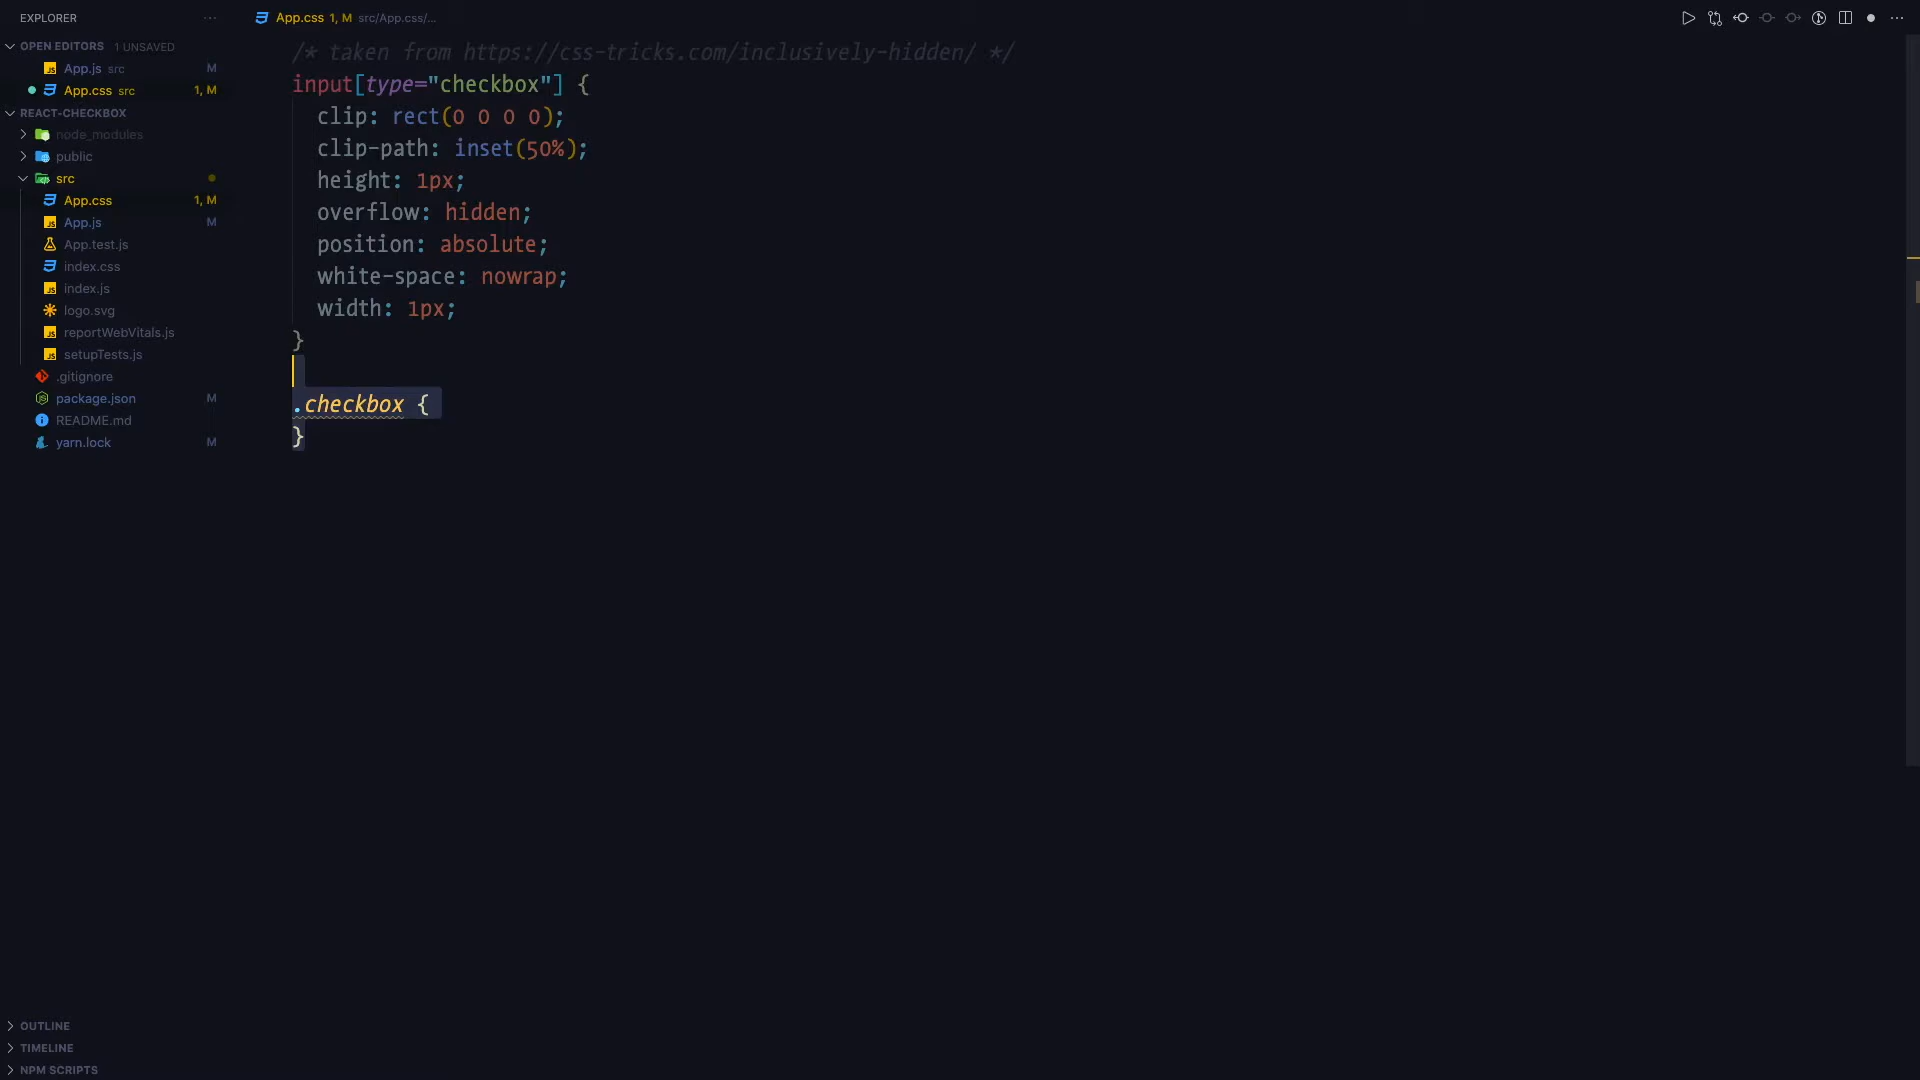 EXPLORER
App.css 1, M src/App.css/...
OPEN EDITORS 1 UNSAVED
App.js src M
App.css src 1, M
REACT-CHECKBOX
node_modules
public
src
App.css 1, M
App.js M
App.test.js
index.css
index.js
logo.svg
reportWebVitals.js
setupTests.js
.gitignore
package.json M
README.md
yarn.lock M
OUTLINE
TIMELINE
NPM SCRIPTS
/* taken from https://css-tricks.com/inclusively-hidden/ */
input[type="checkbox"] {
clip: rect(0 0 0 0);
clip-path: inset(50%);
height: 1px;
overflow: hidden;
position: absolute;
white-space: nowrap;
width: 1px;
}
.checkbox {
}